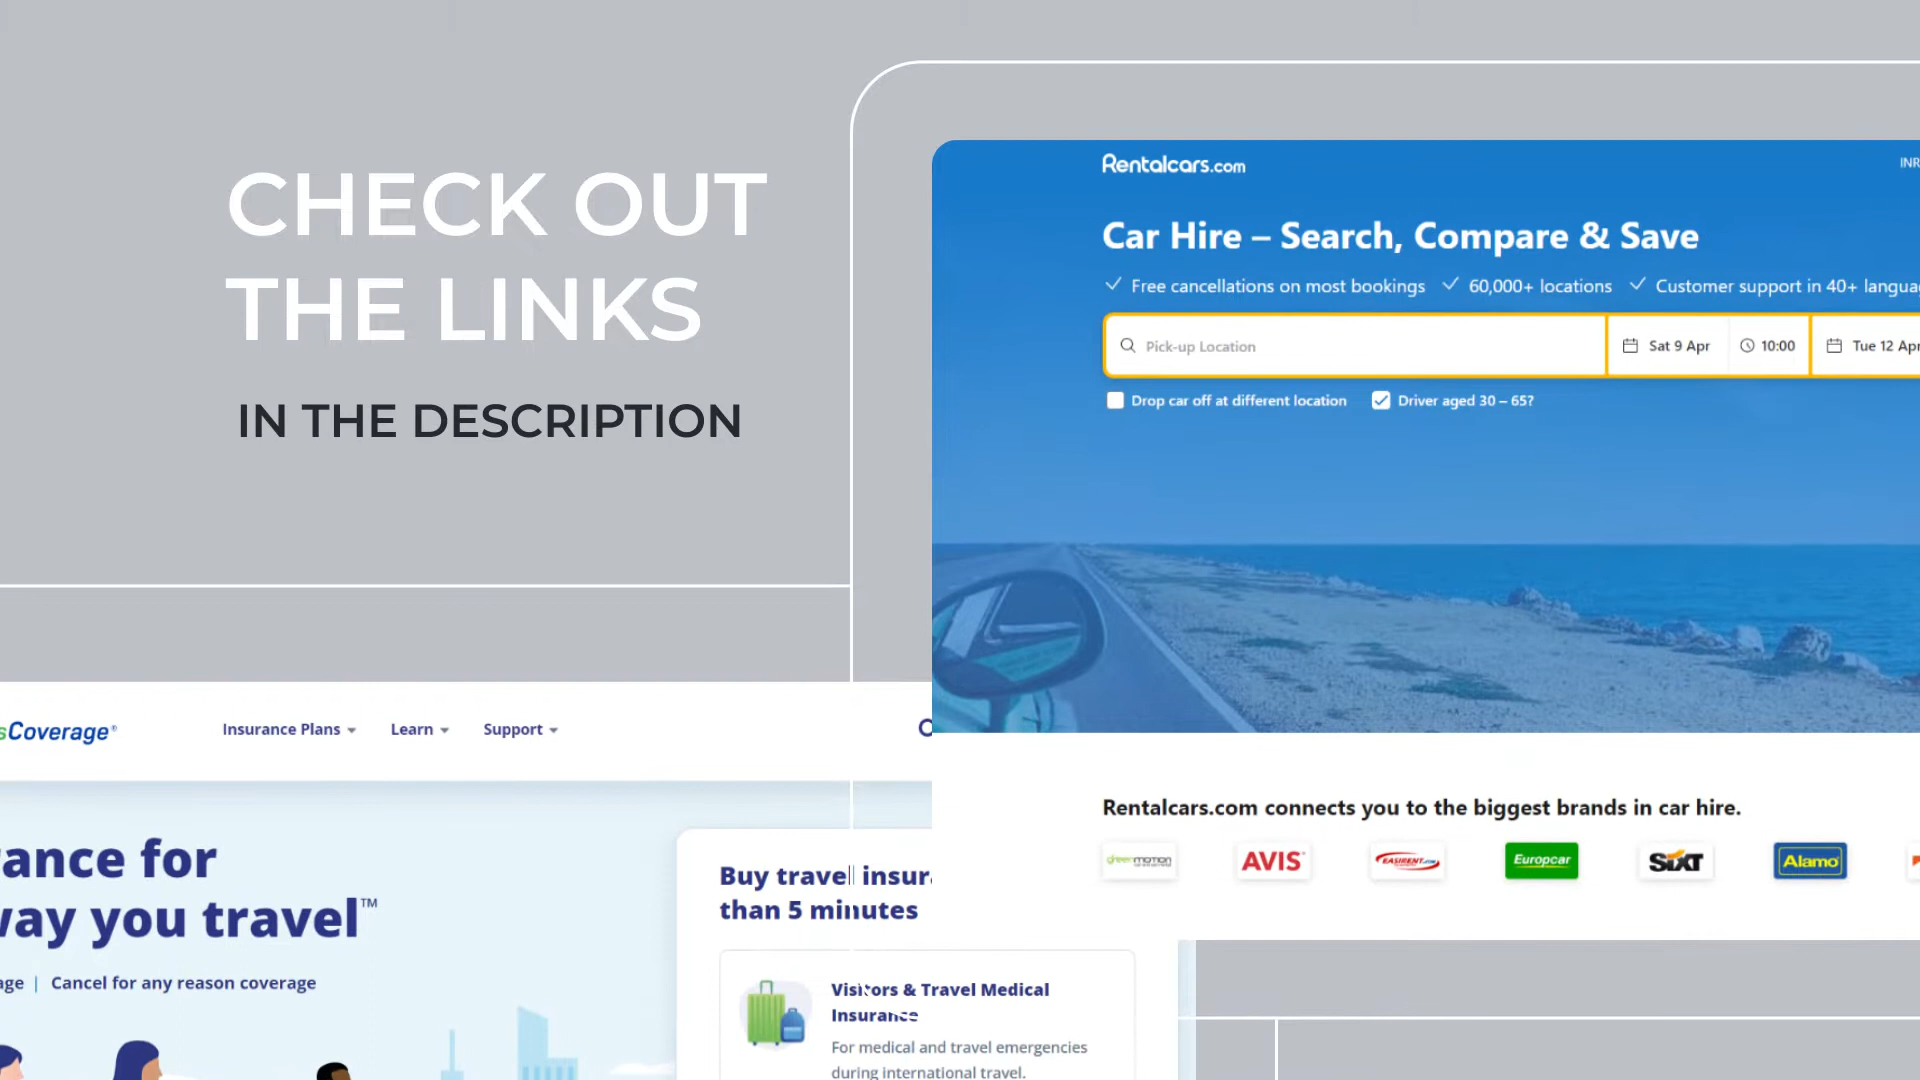 CHECK OUT
THE LINKS
IN THE DESCRIPTION
Rentalcars.com
INR
Car Hire – Search, Compare & Save
Free cancellations on most bookings 60,000+ locations Customer support in 40+ langua
Pick-up Location Sat 9 Apr 10:00 Tue 12 Apr
Drop car off at different location Driver aged 30 – 65?
Rentalcars.com connects you to the biggest brands in car hire.
greenmotion AVIS EASIRENT.COM Europcar SIXT Alamo
sCoverage® Insurance Plans Learn Support
rance for
way you travel™
age | Cancel for any reason coverage
Buy travel insur
than 5 minutes
Visitors & Travel Medical
Insurance
For medical and travel emergencies
during international travel.